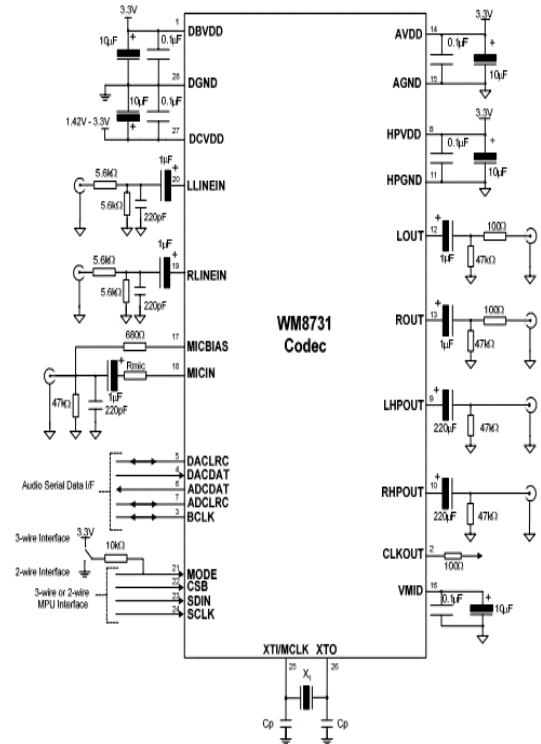 3.3V
1
DBVDD
10µF
0.1µF
28
DGND
10µF
0.1µF
1.42V - 3.3V
27
DCVDD
5.6kΩ
1µF
20
LLINEIN
5.6kΩ
220pF
5.6kΩ
1µF
19
RLINEIN
5.6kΩ
220pF
680Ω
17
MICBIAS
Rmic
18
MICIN
47kΩ
1µF
220pF
Audio Serial Data I/F
5
DACLRC
4
DACDAT
6
ADCDAT
7
ADCLRC
3
BCLK
3-wire Interface
3.3V
10kΩ
2-wire Interface
3-wire or 2-wire
MPU Interface
21
MODE
22
CSB
23
SDIN
24
SCLK
WM8731
Codec
3.3V
AVDD
14
0.1µF
10µF
AGND
15
3.3V
HPVDD
8
0.1µF
10µF
HPGND
11
LOUT
12
100Ω
1µF
47kΩ
ROUT
13
100Ω
1µF
47kΩ
LHPOUT
9
220µF
47kΩ
RHPOUT
10
220µF
47kΩ
CLKOUT
2
100Ω
VMID
16
0.1µF
10µF
XTI/MCLK
XTO
25
26
X1
Cp
Cp